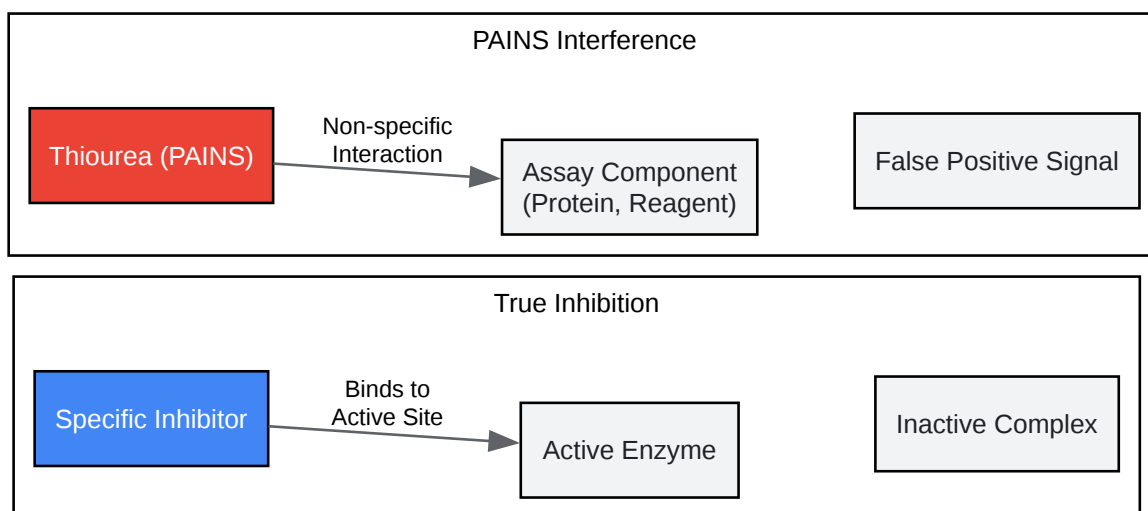 PAINS Interference
Thiourea (PAINS)
Non-specific
Interaction
Assay Component
(Protein, Reagent)
False Positive Signal
True Inhibition
Specific Inhibitor
Binds to
Active Site
Active Enzyme
Inactive Complex